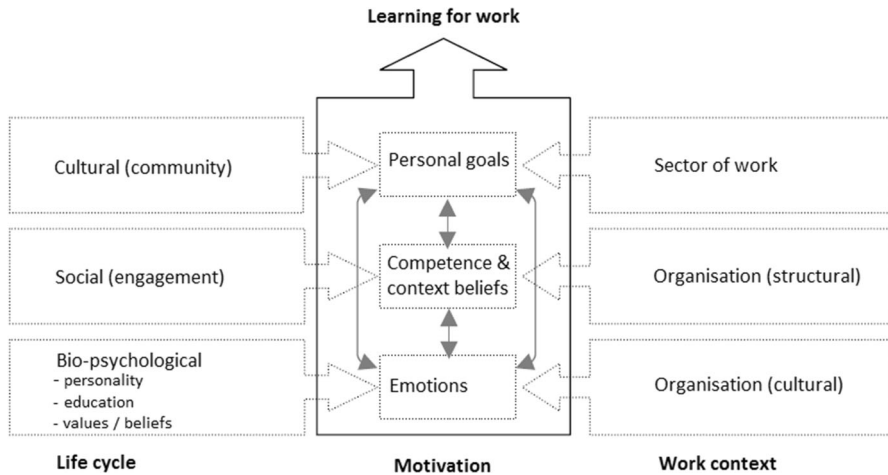 Learning for work
Cultural (community)
Personal goals
Sector of work
Social (engagement)
Competence &
context beliefs
Organisation (structural)
Bio-psychological
- personality
- education
- values / beliefs
Emotions
Organisation (cultural)
Life cycle
Motivation
Work context